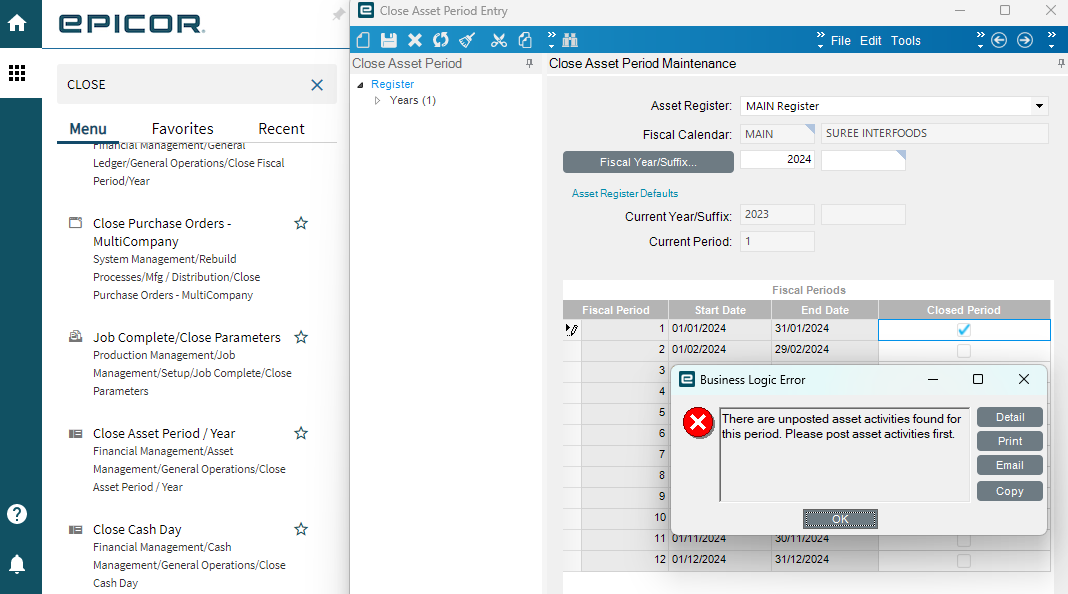 EPICOR
CLOSE
Menu Favorites Recent
Financial Management/General
Ledger/General Operations/Close Fiscal
Period/Year
Close Purchase Orders -
MultiCompany
System Management/Rebuild
Processes/Mfg / Distribution/Close
Purchase Orders - MultiCompany
Job Complete/Close Parameters
Production Management/Job
Management/Setup/Job Complete/Close
Parameters
Close Asset Period / Year
Financial Management/Asset
Management/General Operations/Close
Asset Period / Year
Close Cash Day
Financial Management/Cash
Management/General Operations/Close
Cash Day
Close Asset Period Entry
File Edit Tools
Close Asset Period
Register
Years (1)
Close Asset Period Maintenance
Asset Register: MAIN Register
Fiscal Calendar: MAIN SUREE INTERFOODS
Fiscal Year/Suffix... 2024
Asset Register Defaults
Current Year/Suffix: 2023
Current Period: 1
Fiscal Periods
Fiscal Period Start Date End Date Closed Period
1 01/01/2024 31/01/2024
2 01/02/2024 29/02/2024
3
4
5
6
7
8
9
10
11 01/11/2024 30/11/2024
12 01/12/2024 31/12/2024
Business Logic Error
There are unposted asset activities found for
this period. Please post asset activities first.
Detail
Print
Email
Copy
OK